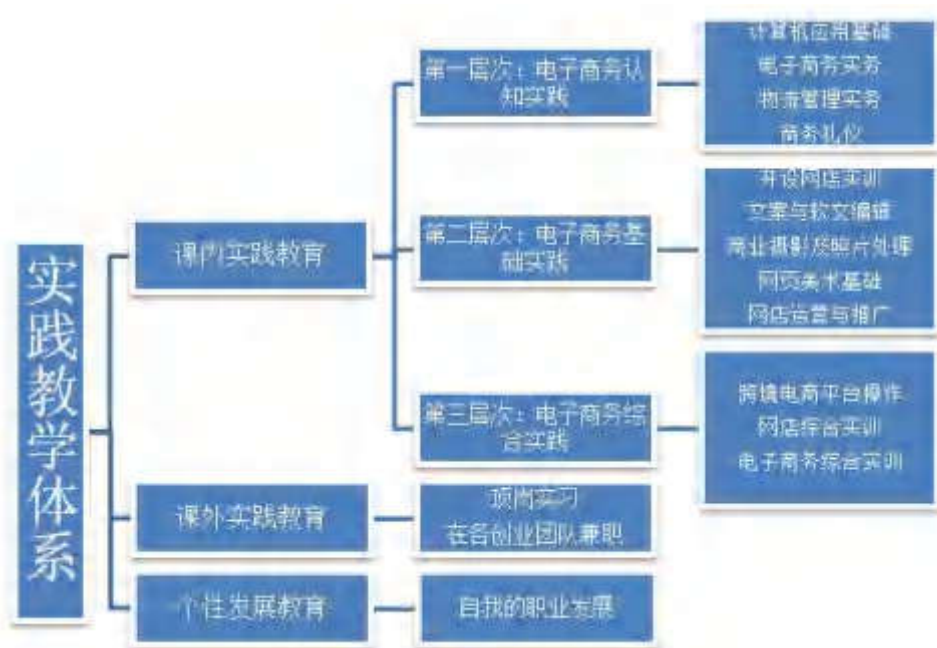 实践教学体系
课内实践教育
第一层次：电子商务认
知实践
计算机应用基础
电子商务实务
物流管理实务
商务礼仪
第二层次：电子商务基
础实践
开设网店实训
文案与软文编辑
商业摄影及照片处理
网页美术基础
网店运营与推广
第三层次：电子商务综
合实践
跨境电商平台操作
网店综合实训
电子商务综合实训
课外实践教育
顶岗实习
在各创业团队兼职
个性发展教育
自我的职业发展